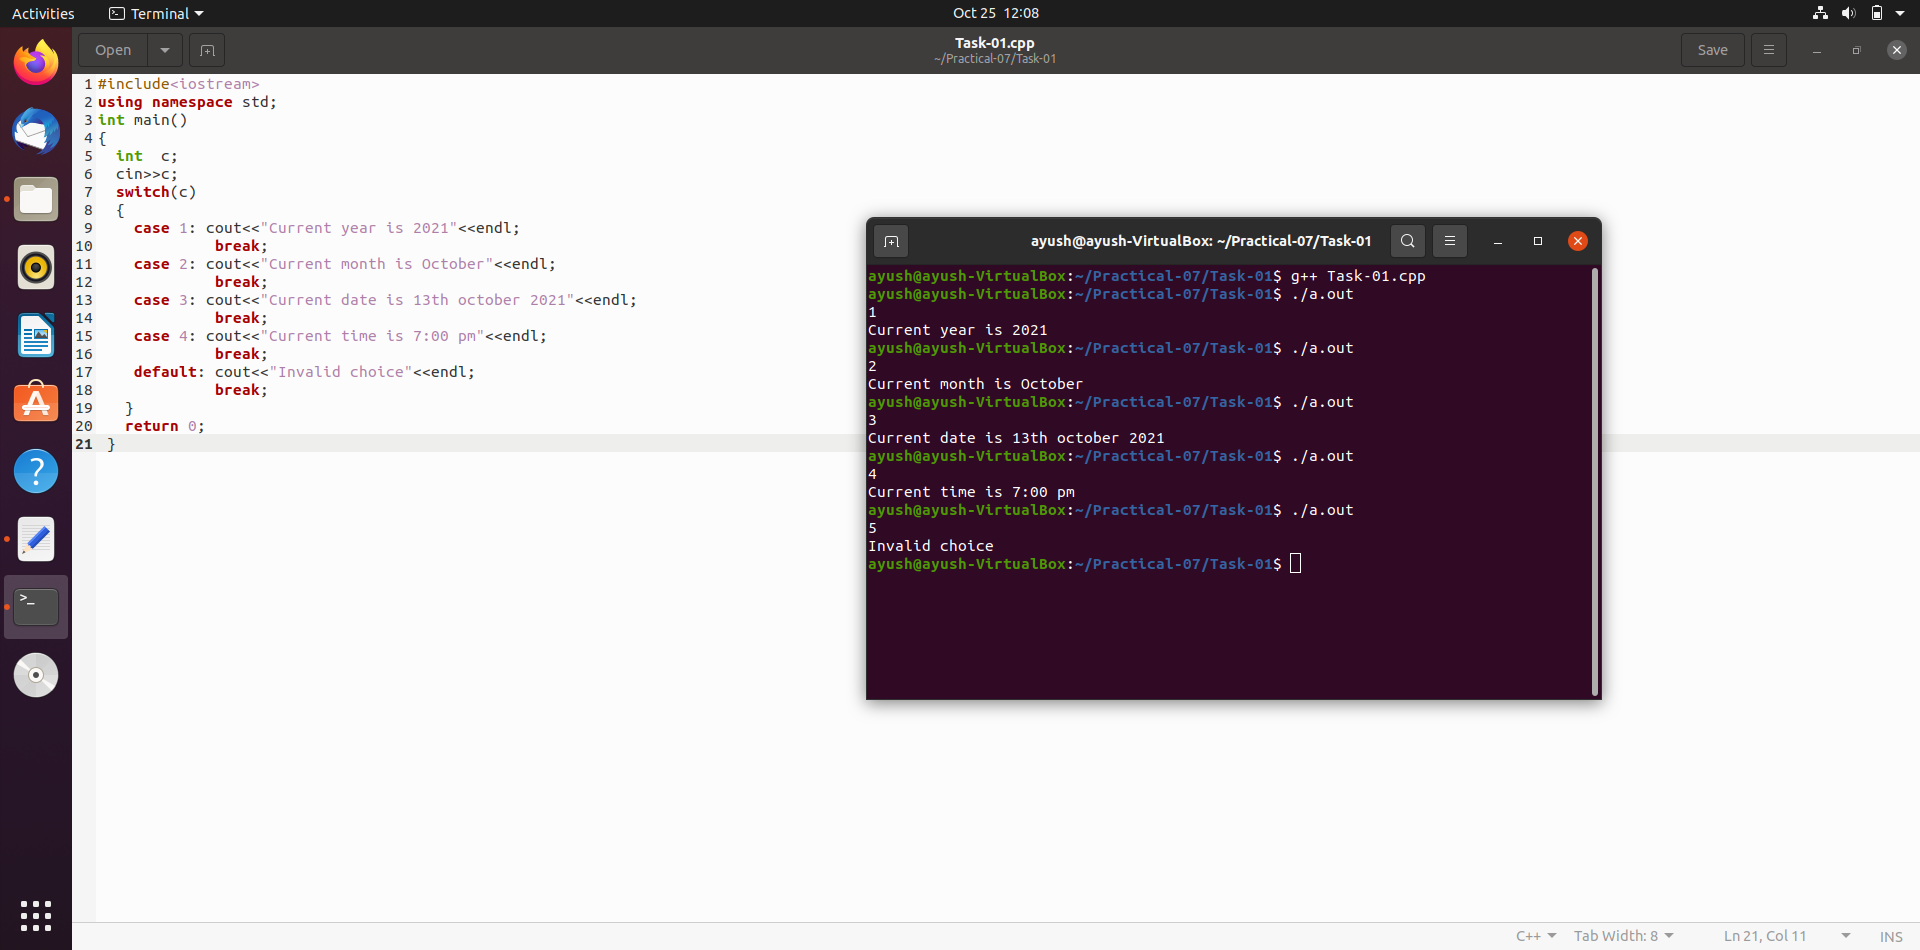 Activities
Terminal
Oct 25 12:08
Open
Task-01.cpp
~/Practical-07/Task-01
Save
1 #include<iostream>
2 using namespace std;
3 int main()
4 {
5   int  c;
6   cin>>c;
7   switch(c)
8   {
9     case 1: cout<<"Current year is 2021"<<endl;
10              break;
11     case 2: cout<<"Current month is October"<<endl;
12              break;
13     case 3: cout<<"Current date is 13th october 2021"<<endl;
14              break;
15     case 4: cout<<"Current time is 7:00 pm"<<endl;
16              break;
17     default: cout<<"Invalid choice"<<endl;
18              break;
19    }
20    return 0;
21  }
ayush@ayush-VirtualBox: ~/Practical-07/Task-01
ayush@ayush-VirtualBox:~/Practical-07/Task-01$ g++ Task-01.cpp
ayush@ayush-VirtualBox:~/Practical-07/Task-01$ ./a.out
1
Current year is 2021
ayush@ayush-VirtualBox:~/Practical-07/Task-01$ ./a.out
2
Current month is October
ayush@ayush-VirtualBox:~/Practical-07/Task-01$ ./a.out
3
Current date is 13th october 2021
ayush@ayush-VirtualBox:~/Practical-07/Task-01$ ./a.out
4
Current time is 7:00 pm
ayush@ayush-VirtualBox:~/Practical-07/Task-01$ ./a.out
5
Invalid choice
ayush@ayush-VirtualBox:~/Practical-07/Task-01$
C++
Tab Width: 8
Ln 21, Col 11
INS